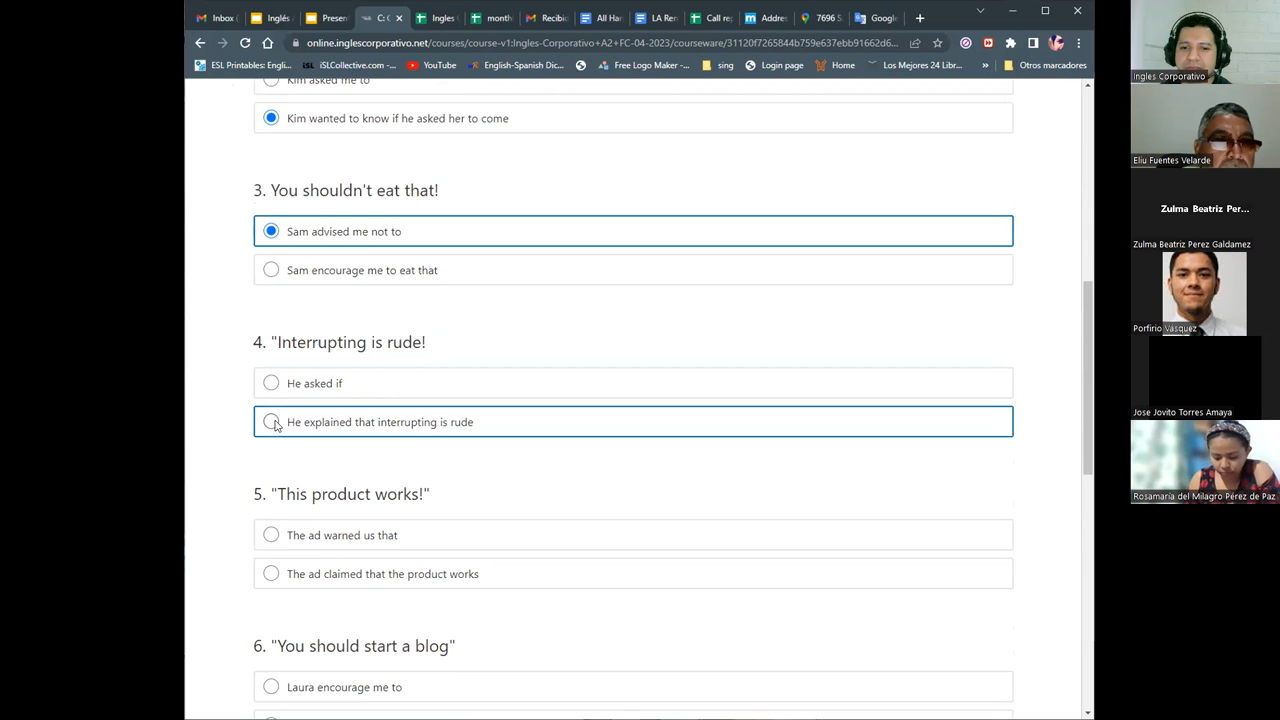 Inbox (
Inglés
Presen
C: C
Ingles
month
Recibid
All Har
LA Ren
Call rep
Addre
7696 S
Google
online.inglescorporativo.net/courses/course-v1:Ingles-Corporativo+A2+FC-04-2023/courseware/31120f7265844b759e637ebb91662d6...
ESL Printables: Engli...
iSLCollective.com -...
YouTube
English-Spanish Dic...
Free Logo Maker -...
sing
Login page
Home
Los Mejores 24 Libr...
»
Otros marcadores
Kim asked me to
Kim wanted to know if he asked her to come
3. You shouldn't eat that!
Sam advised me not to
Sam encourage me to eat that
4. "Interrupting is rude!
He asked if
He explained that interrupting is rude
5. "This product works!"
The ad warned us that
The ad claimed that the product works
6. "You should start a blog"
Laura encourage me to
Ingles Corporativo
Eliu Fuentes Velarde
Zulma Beatriz Per...
Zulma Beatriz Perez Galdamez
Porfirio Vásquez
Jose Jovito Torres Amaya
Rosamaría del Milagro Pérez de Paz